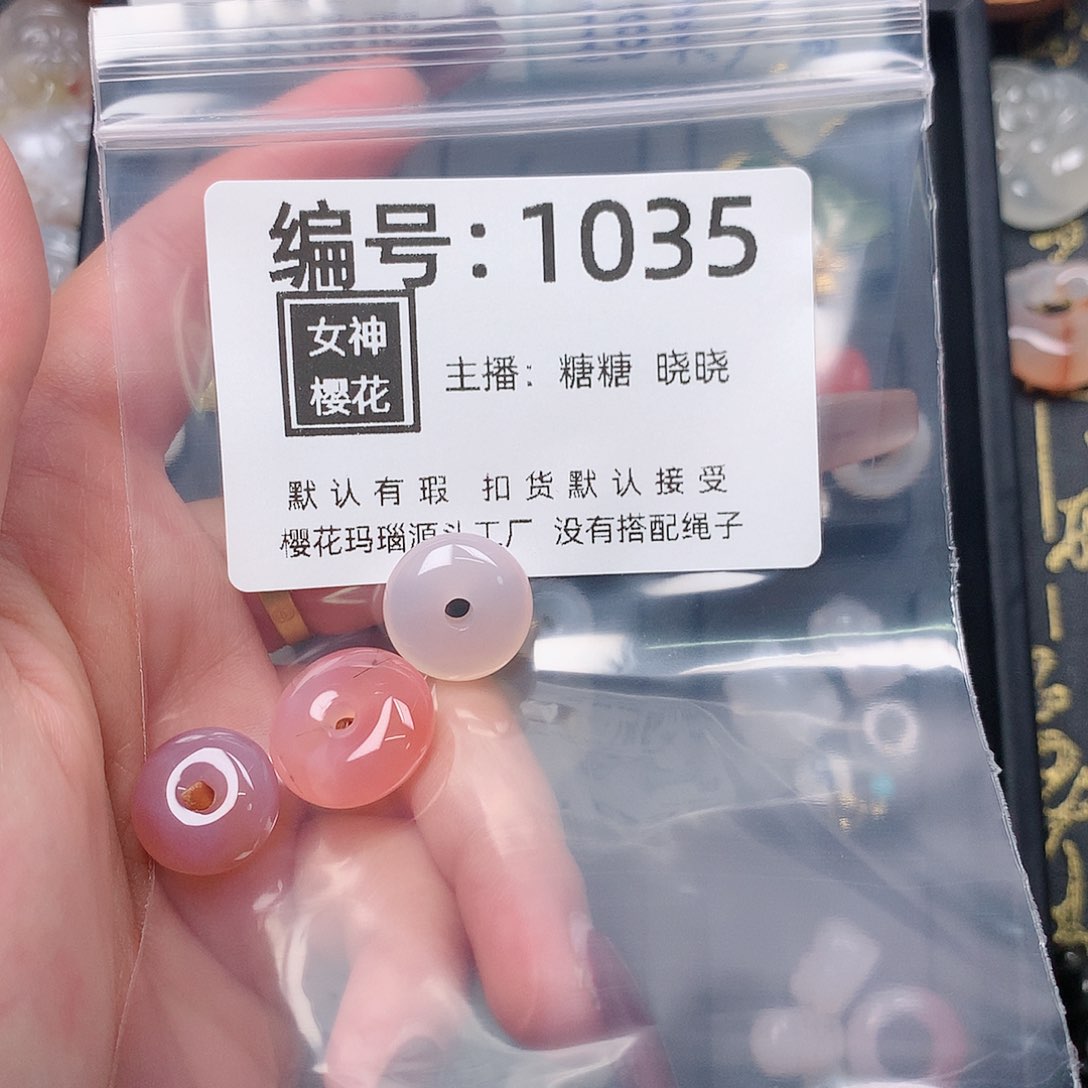 编号:1035
女神
樱花
主播: 糖糖 晓晓
默认有瑕 扣货默认接受
樱花玛瑙源头工厂 没有搭配绳子